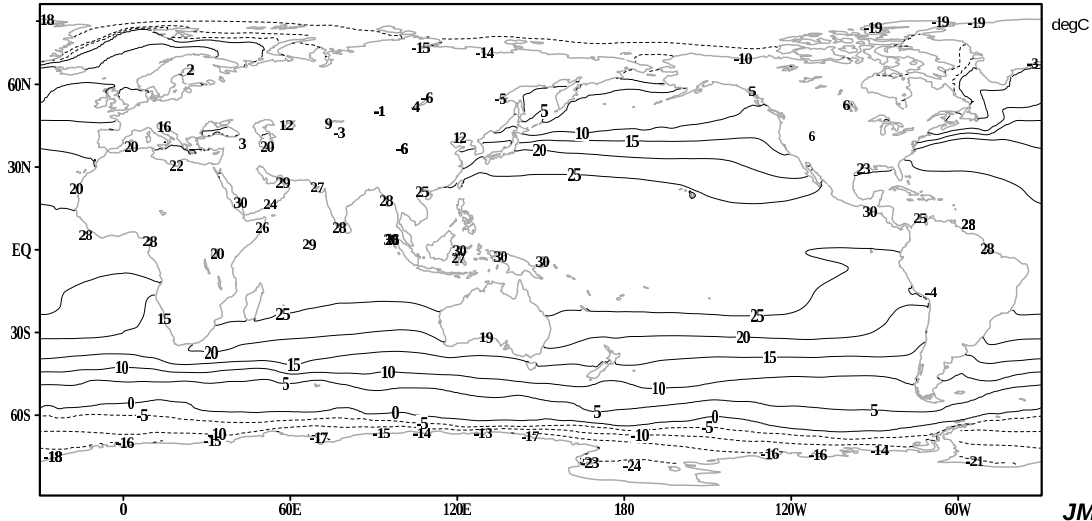 -18 -19 -19 -19 degC
-15 -14 -10 -3
2
60N
-1 4 -6 -5 5 5 6
16 12 9 -3 12 10 15 6
20 3 20 -6 20
30N 22 25 23
20 29 27 25
30 24 28 30 25 28
28 28 26 28 29 30 30 30 28
EQ 20 27
-4
15 25 25
30S 19 20
20 15 15
10 10 10
5 5 5
0 0 0
60S -5 -5 -5
-10 -15 -17 -15 -14 -13 -17 -10
-18 -16 -16 -16 -14
-23 -24 -21
0 60E 120E 180 120W 60W
JM